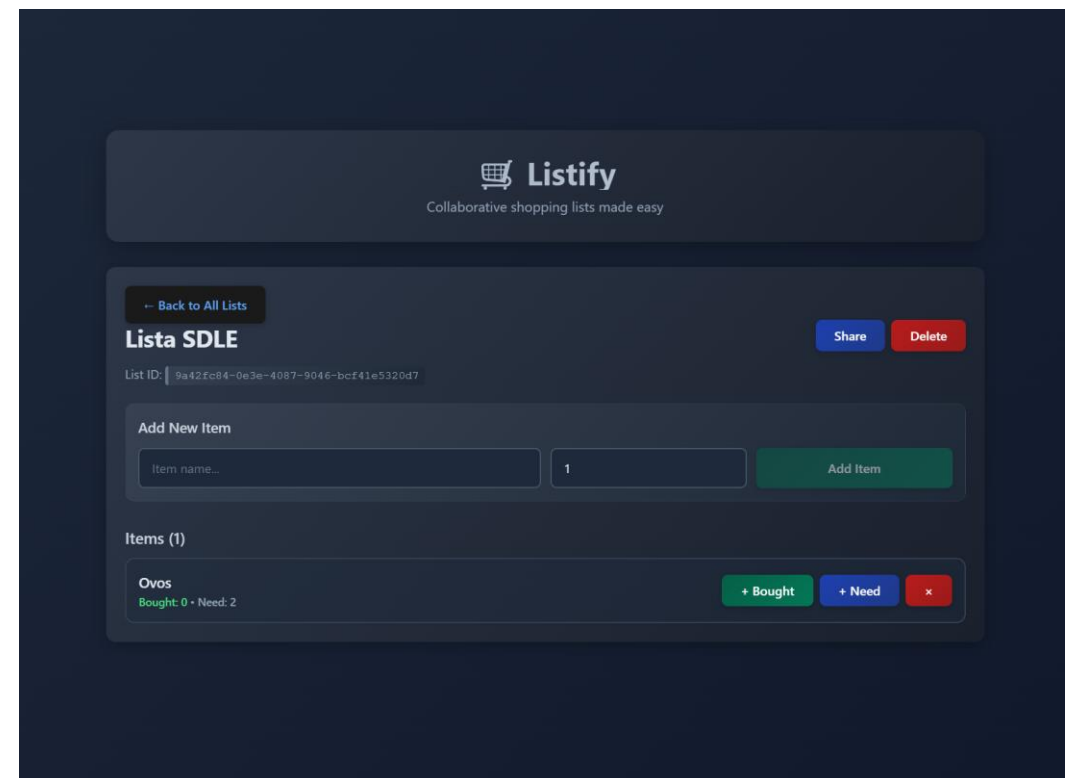 Listify
Collaborative shopping lists made easy
← Back to All Lists
Lista SDLE
Share
Delete
List ID: 9a42fc84-0e3e-4087-9046-bcf41e5320d7
Add New Item
Item name...
1
Add Item
Items (1)
Ovos
Bought: 0 • Need: 2
+ Bought
+ Need
×